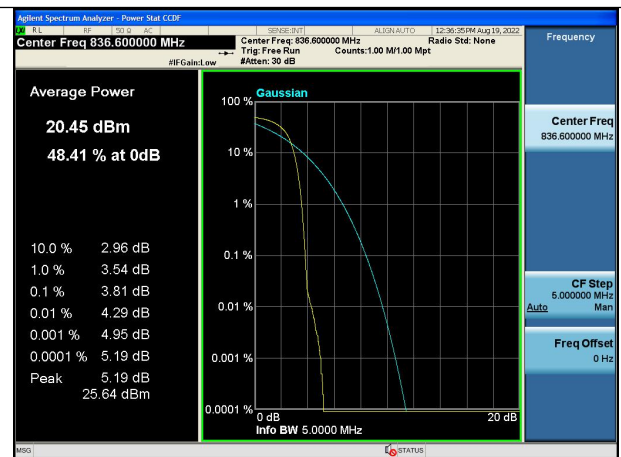 Agilent Spectrum Analyzer - Power Stat CCDF
RL RF 50 Ω AC SENSE:INT ALIGN AUTO 12:36:35 PM Aug 19, 2022
Center Freq 836.600000 MHz
Center Freq: 836.600000 MHz Radio Std: None
Trig: Free Run Counts:1.00 M/1.00 Mpt
#IFGain:Low #Atten: 30 dB
Frequency
Average Power
20.45 dBm
48.41 % at 0dB
10.0 % 2.96 dB
1.0 % 3.54 dB
0.1 % 3.81 dB
0.01 % 4.29 dB
0.001 % 4.95 dB
0.0001 % 5.19 dB
Peak 5.19 dB
25.64 dBm
Gaussian
100 %
10 %
1 %
0.1 %
0.01 %
0.001 %
0.0001 %
0 dB 20 dB
Info BW 5.0000 MHz
Center Freq
836.600000 MHz
CF Step
5.000000 MHz
Auto Man
Freq Offset
0 Hz
MSG STATUS